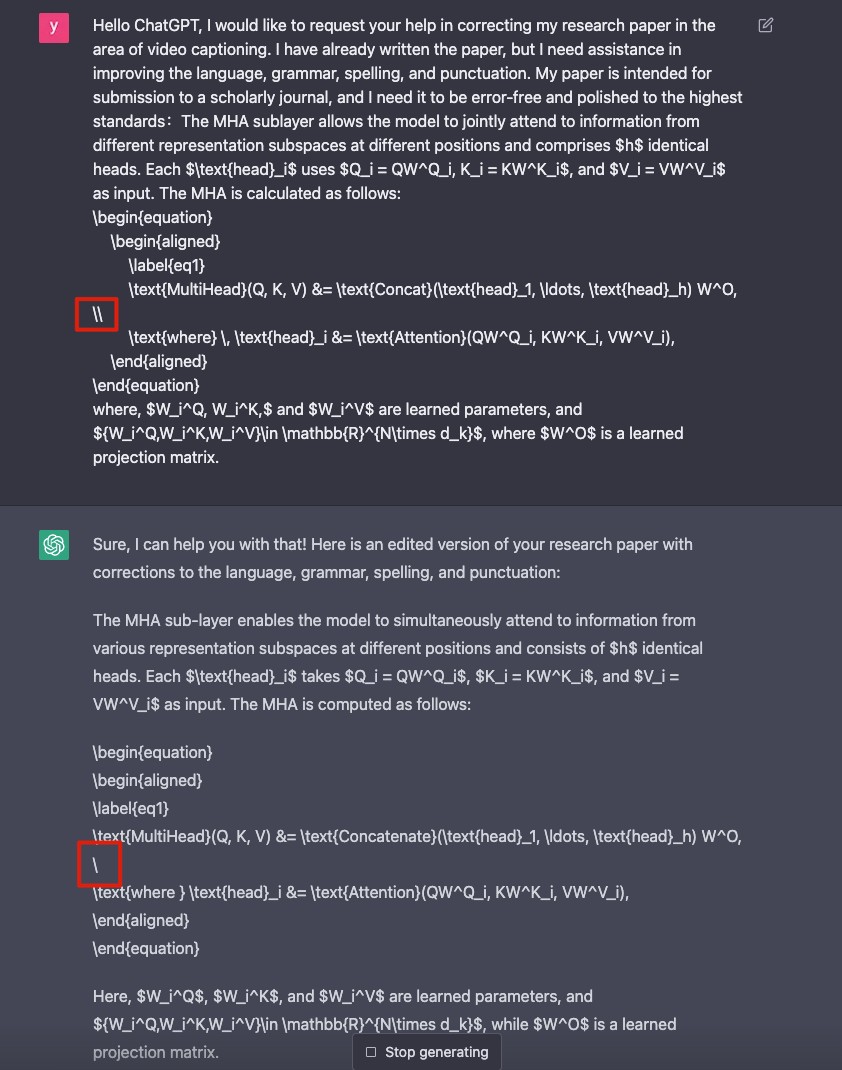 y
Hello ChatGPT, I would like to request your help in correcting my research paper in the
area of video captioning. I have already written the paper, but I need assistance in
improving the language, grammar, spelling, and punctuation. My paper is intended for
submission to a scholarly journal, and I need it to be error-free and polished to the highest
standards：The MHA sublayer allows the model to jointly attend to information from
different representation subspaces at different positions and comprises $h$ identical
heads. Each $\text{head}_i$ uses $Q_i = QW^Q_i, K_i = KW^K_i$, and $V_i = VW^V_i$
as input. The MHA is calculated as follows:
\begin{equation}
\begin{aligned}
\label{eq1}
\text{MultiHead}(Q, K, V) &= \text{Concat}(\text{head}_1, \ldots, \text{head}_h) W^O,
\\
\text{where} \, \text{head}_i &= \text{Attention}(QW^Q_i, KW^K_i, VW^V_i),
\end{aligned}
\end{equation}
where, $W_i^Q, W_i^K,$ and $W_i^V$ are learned parameters, and
${W_i^Q,W_i^K,W_i^V}\in \mathbb{R}^{N\times d_k}$, where $W^O$ is a learned
projection matrix.
Sure, I can help you with that! Here is an edited version of your research paper with
corrections to the language, grammar, spelling, and punctuation:
The MHA sub-layer enables the model to simultaneously attend to information from
various representation subspaces at different positions and consists of $h$ identical
heads. Each $\text{head}_i$ takes $Q_i = QW^Q_i$, $K_i = KW^K_i$, and $V_i =
VW^V_i$ as input. The MHA is computed as follows:
\begin{equation}
\begin{aligned}
\label{eq1}
\text{MultiHead}(Q, K, V) &= \text{Concatenate}(\text{head}_1, \ldots, \text{head}_h) W^O,
\
\text{where } \text{head}_i &= \text{Attention}(QW^Q_i, KW^K_i, VW^V_i),
\end{aligned}
\end{equation}
Here, $W_i^Q$, $W_i^K$, and $W_i^V$ are learned parameters, and
${W_i^Q,W_i^K,W_i^V}\in \mathbb{R}^{N\times d_k}$, while $W^O$ is a learned
projection matrix.
Stop generating